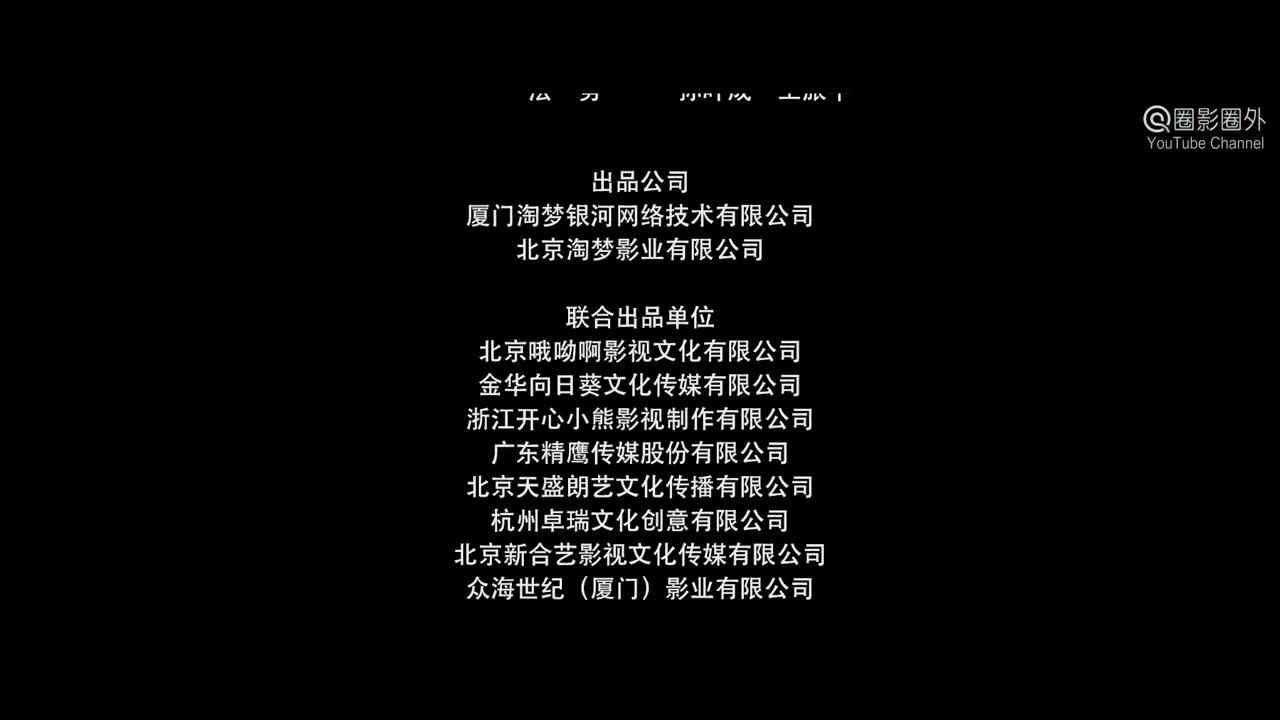 圈影圈外
YouTube Channel
出品公司
厦门淘梦银河网络技术有限公司
北京淘梦影业有限公司
联合出品单位
北京哦呦啊影视文化有限公司
金华向日葵文化传媒有限公司
浙江开心小熊影视制作有限公司
广东精鹰传媒股份有限公司
北京天盛朗艺文化传播有限公司
杭州卓瑞文化创意有限公司
北京新合艺影视文化传媒有限公司
众海世纪（厦门）影业有限公司